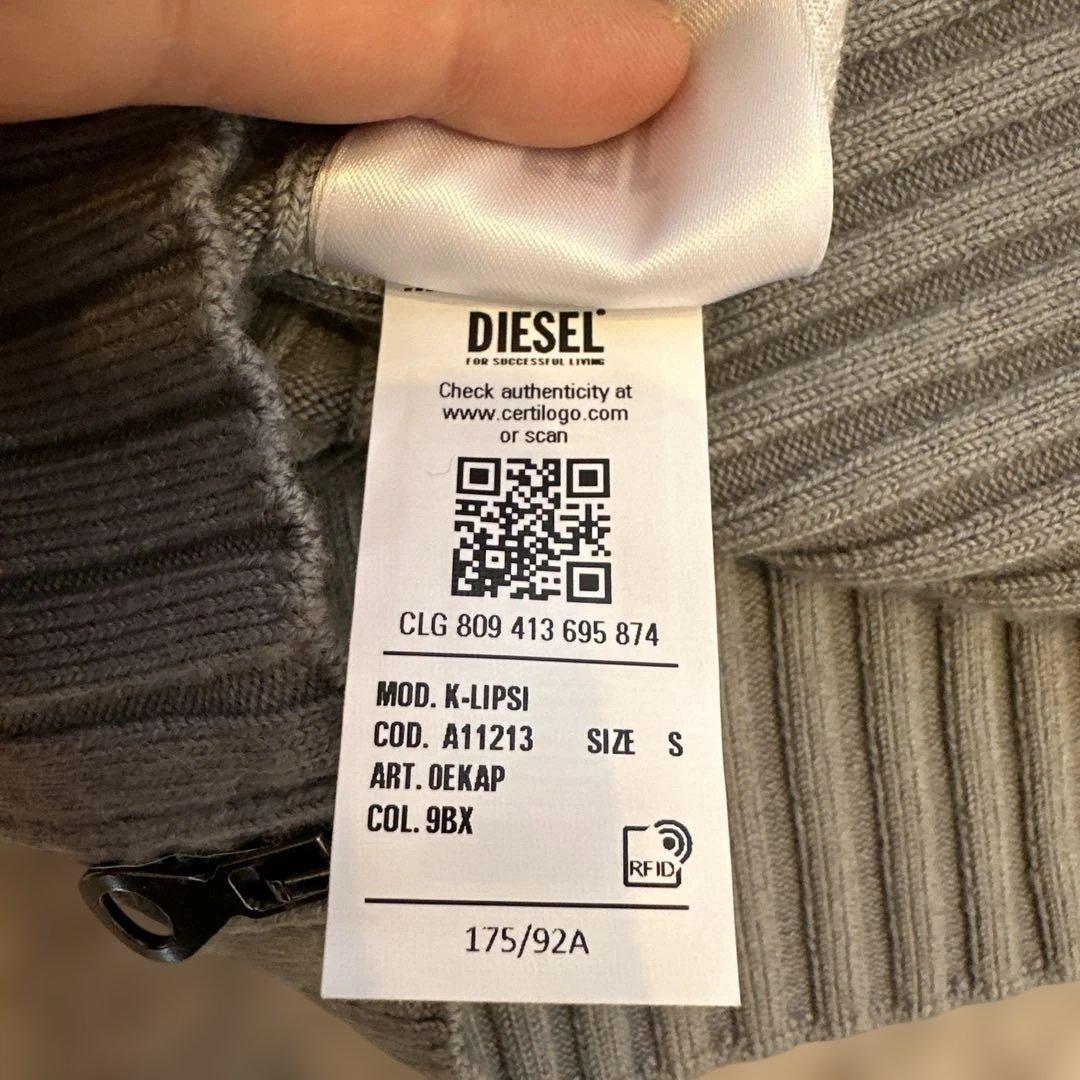 DIESEL
FOR SUCCESSFUL LIVING
Check authenticity at
www.certilogo.com
or scan
CLG 809 413 695 874
MOD. K-LIPSI
COD. A11213 SIZE S
ART. 0EKAP
COL. 9BX
RFID
175/92A